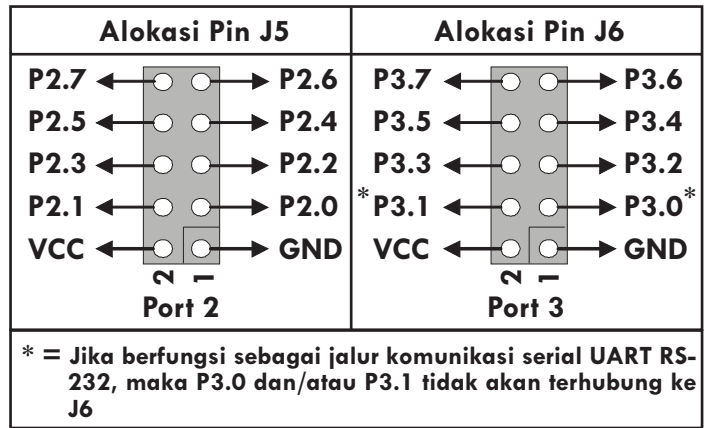 Alokasi Pin J5 Alokasi Pin J6
P2.7 P2.6 P3.7 P3.6
P2.5 P2.4 P3.5 P3.4
P2.3 P2.2 P3.3 P3.2
P2.1 P2.0 *P3.1 P3.0*
VCC GND VCC GND
2 1 2 1
Port 2 Port 3
* = Jika berfungsi sebagai jalur komunikasi serial UART RS-
232, maka P3.0 dan/atau P3.1 tidak akan terhubung ke
J6